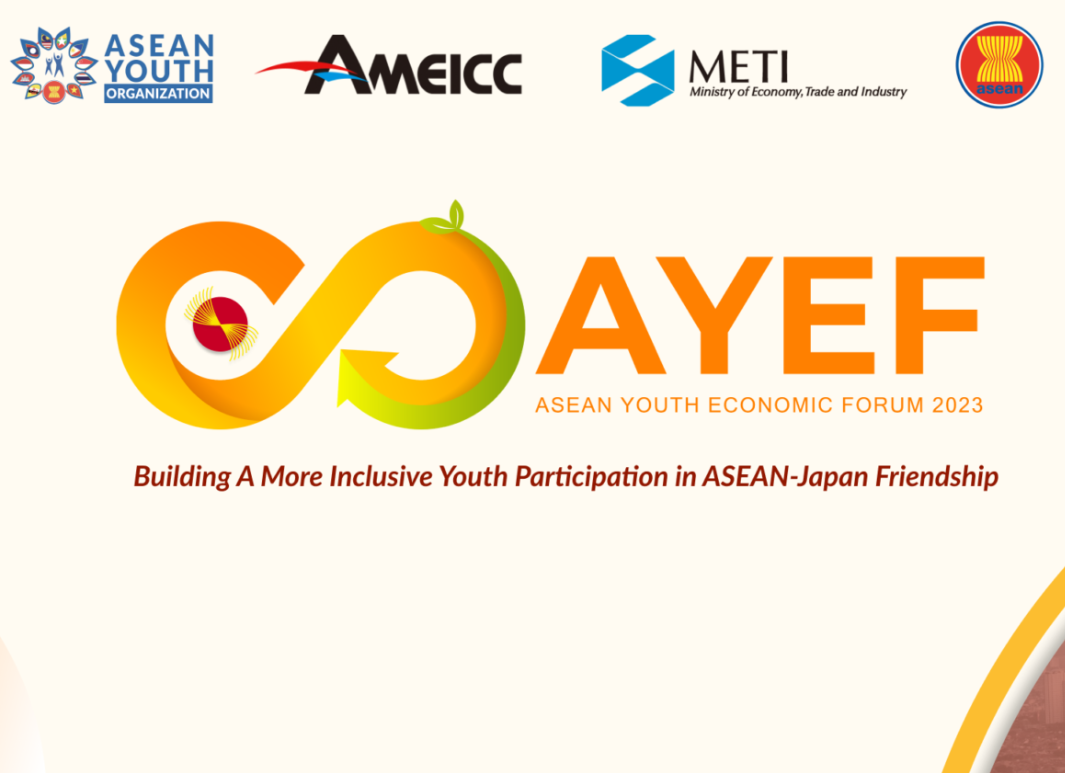 ASEAN
YOUTH
ORGANIZATION
AMEICC
METI
Ministry of Economy, Trade and Industry
asean
AYEF
ASEAN YOUTH ECONOMIC FORUM 2023
Building A More Inclusive Youth Participation in ASEAN-Japan Friendship